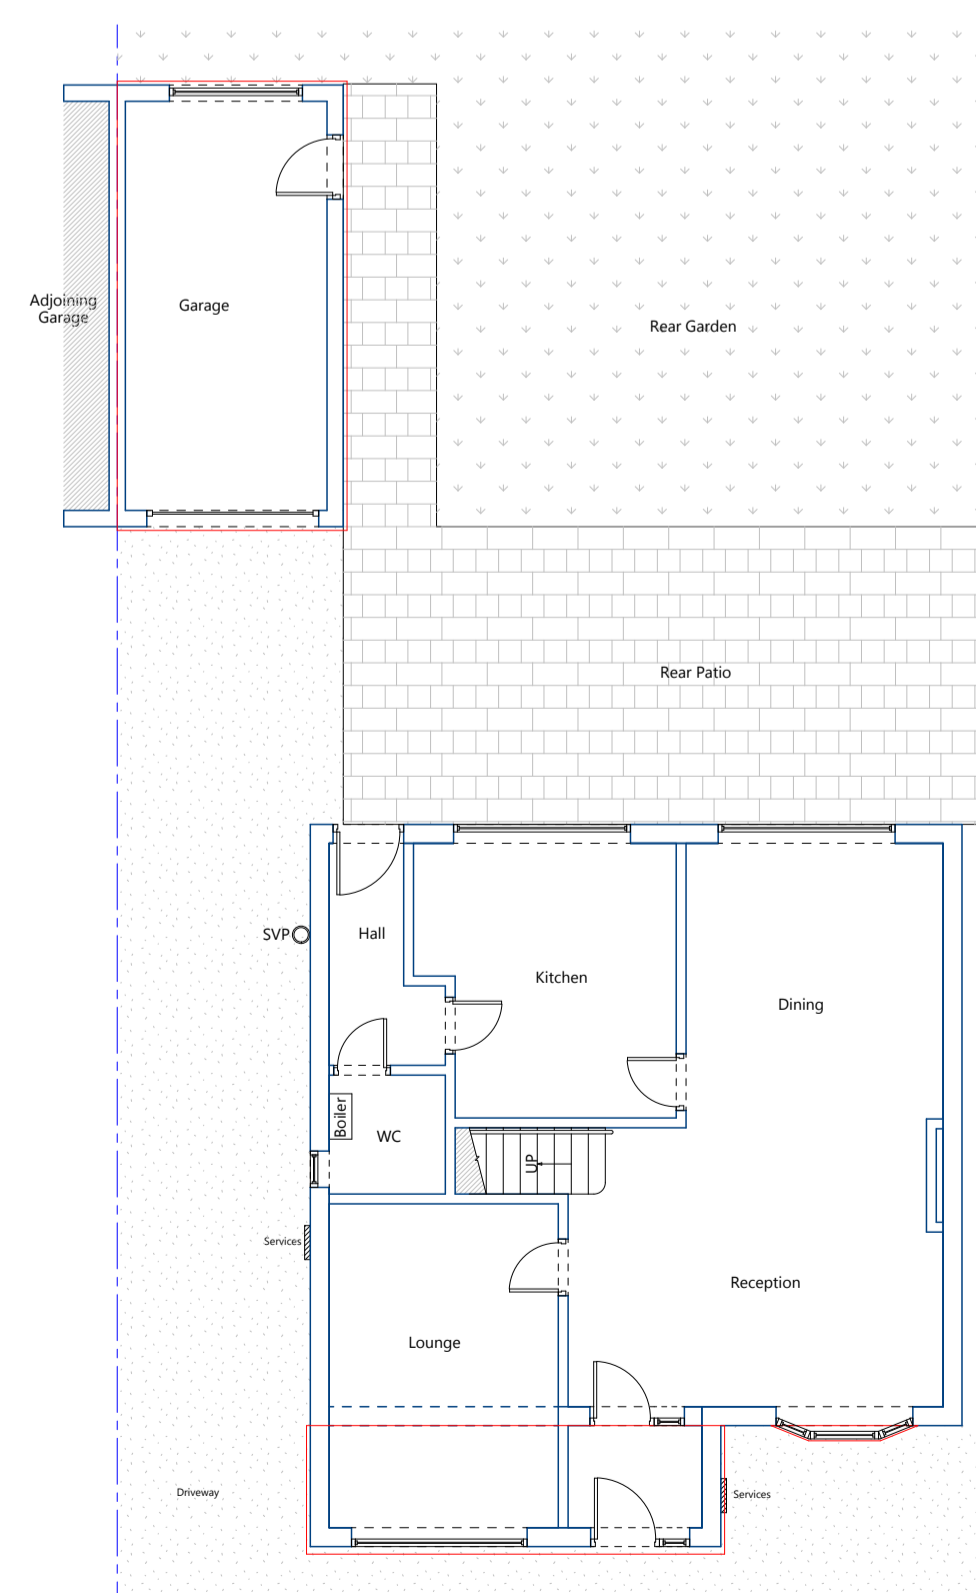 Adjoining
Garage
Garage
Rear Garden
Rear Patio
SVP
Hall
Kitchen
Dining
Boiler
WC
UP
Services
Reception
Lounge
Driveway
Services